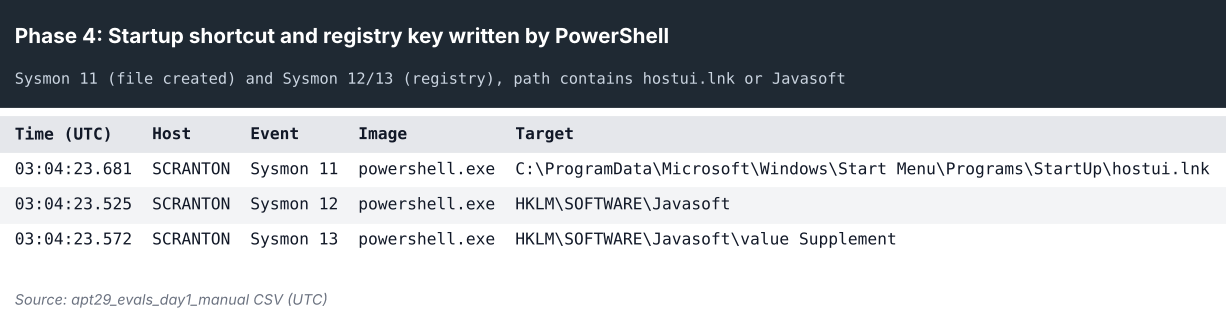 Phase 4: Startup shortcut and registry key written by PowerShell
Sysmon 11 (file created) and Sysmon 12/13 (registry), path contains hostui.lnk or Javasoft
Time (UTC) Host Event Image Target
03:04:23.681 SCRANTON Sysmon 11 powershell.exe C:\ProgramData\Microsoft\Windows\Start Menu\Programs\StartUp\hostui.lnk
03:04:23.525 SCRANTON Sysmon 12 powershell.exe HKLM\SOFTWARE\Javasoft
03:04:23.572 SCRANTON Sysmon 13 powershell.exe HKLM\SOFTWARE\Javasoft\value Supplement
Source: apt29_evals_day1_manual CSV (UTC)